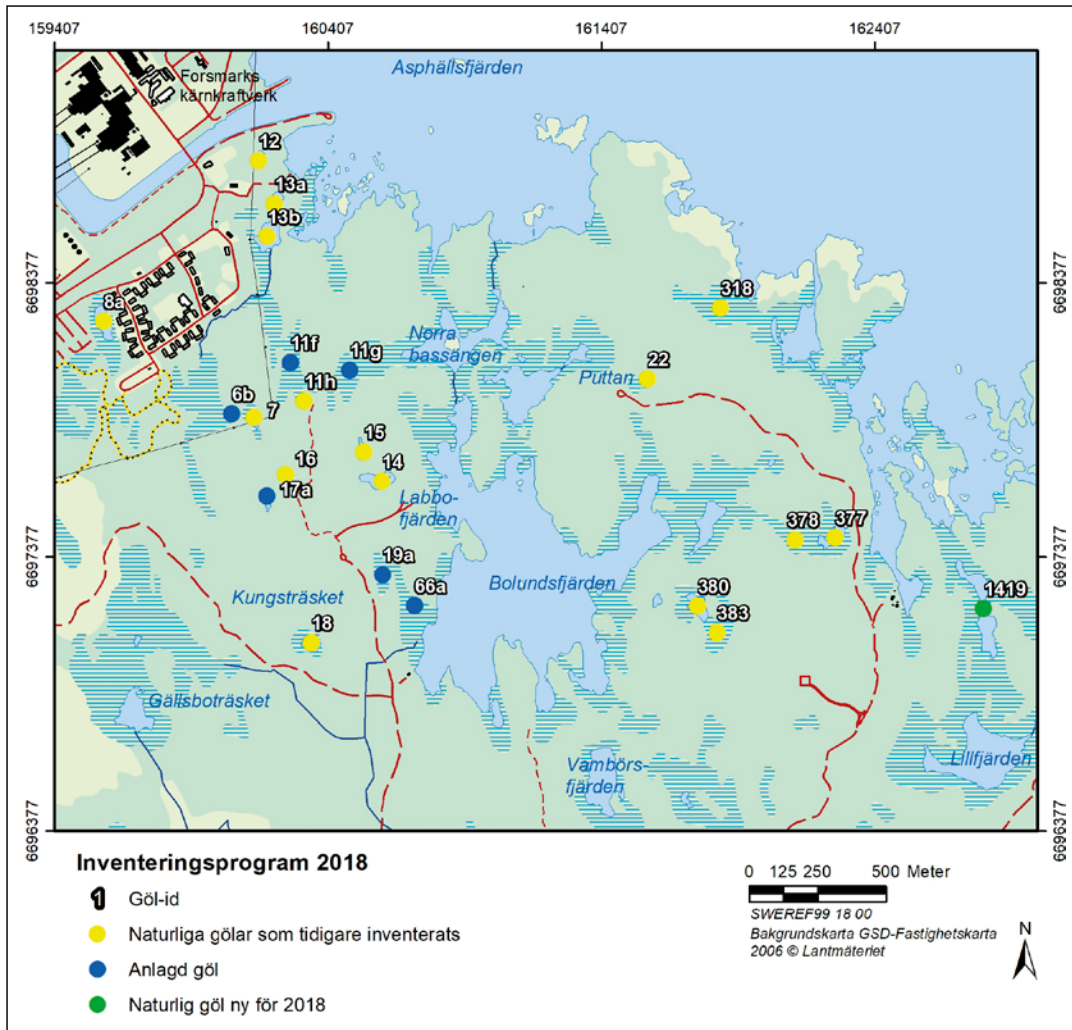 159407
160407
161407
162407
Asphällsfjärden
Forsmarks
kärnkraftverk
12
13a
13b
6698377
6698377
8a
318
11f
11g
Norra
bassängen
11h
22
Puttan
6b
7
15
16
14
17a
Labbo-
fjärden
378
377
6697377
6697377
19a
66a
Bolundsfjärden
380
1419
Kungsträsket
383
18
Gällsboträsket
Vambörs-
fjärden
Lillfjärden
6696377
6696377
Inventeringsprogram 2018
1 Göl-id
Naturliga gölar som tidigare inventerats
Anlagd göl
Naturlig göl ny för 2018
0 125 250 500 Meter
SWEREF99 18 00
Bakgrundskarta GSD-Fastighetskarta
2006 © Lantmäteriet
N